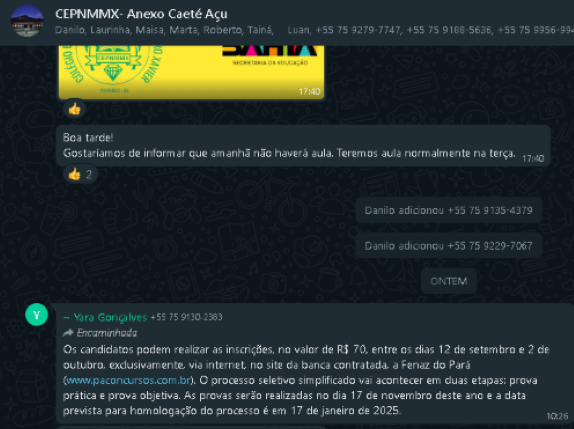 CEPNMMX- Anexo Caeté Açu
Danilo, Laurinha, Maisa, Marta, Roberto, Tainá, Luan, +55 75 9279-7747, +55 75 9188-5636, +55 75 9956-994
CEPNMMX
SECRETARIA DA EDUCAÇÃO
17:40
Boa tarde!
Gostaríamos de informar que amanhã não haverá aula. Teremos aula normalmente na terça.
17:40
2
Danilo adicionou +55 75 9135-4379
Danilo adicionou +55 75 9229-7067
ONTEM
Y
~ Yara Gonçalves +55 75 9130-2383
Encaminhada
Os candidatos podem realizar as inscrições, no valor de R$ 70, entre os dias 12 de setembro e 2 de
outubro, exclusivamente, via internet, no site da banca contratada, a Fenaz do Pará
(www.paconcursos.com.br). O processo seletivo simplificado vai acontecer em duas etapas: prova
prática e prova objetiva. As provas serão realizadas no dia 17 de novembro deste ano e a data
prevista para homologação do processo é em 17 de janeiro de 2025.
10:26